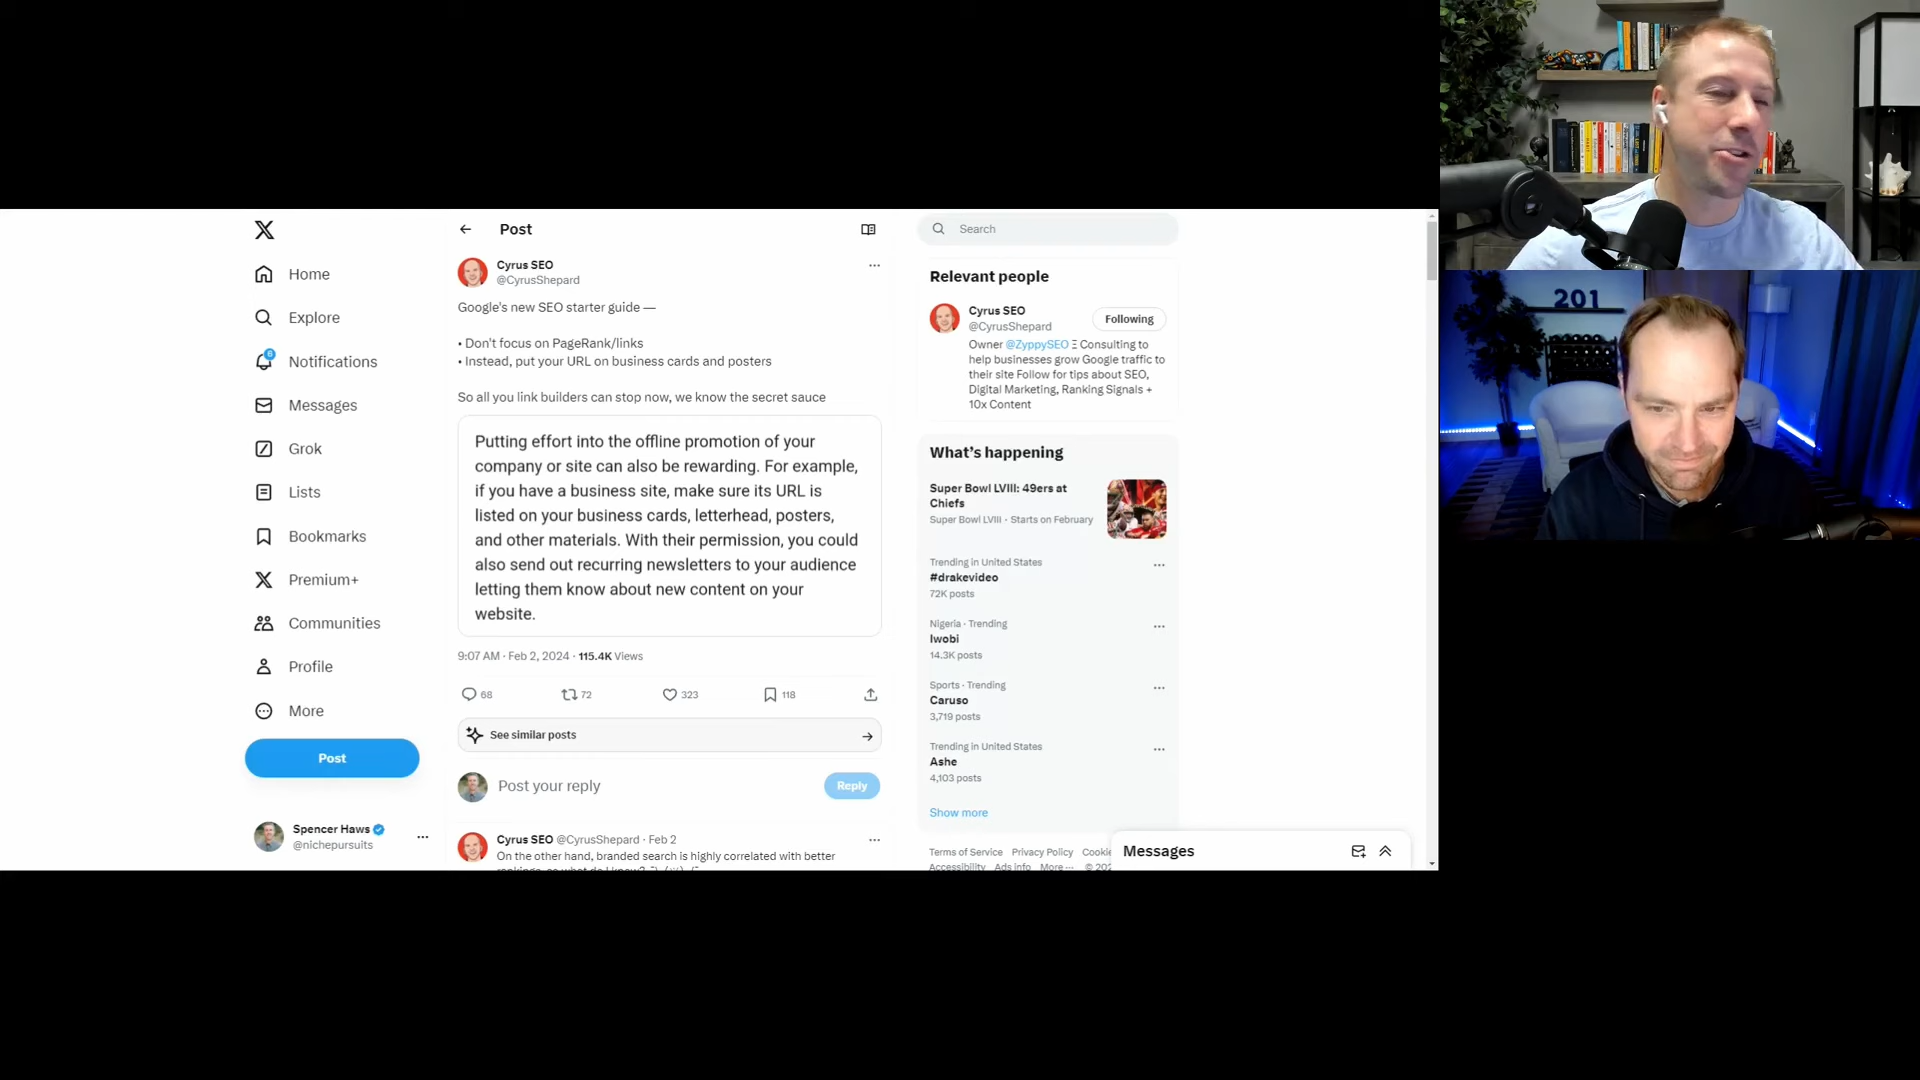 201
Home
Explore
6
Notifications
Messages
Grok
Lists
Bookmarks
Premium+
Communities
Profile
More
Post
Spencer Haws
@nichepursuits
Post
Cyrus SEO
@CyrusShepard
Google's new SEO starter guide —
• Don't focus on PageRank/links
• Instead, put your URL on business cards and posters
So all you link builders can stop now, we know the secret sauce
Putting effort into the offline promotion of your
company or site can also be rewarding. For example,
if you have a business site, make sure its URL is
listed on your business cards, letterhead, posters,
and other materials. With their permission, you could
also send out recurring newsletters to your audience
letting them know about new content on your
website.
9:07 AM · Feb 2, 2024 · 115.4K Views
68 72 323 118
See similar posts
Post your reply
Reply
Cyrus SEO @CyrusShepard · Feb 2
On the other hand, branded search is highly correlated with better
Search
Relevant people
Cyrus SEO
@CyrusShepard
Following
Owner @ZyppySEO Ξ Consulting to
help businesses grow Google traffic to
their site Follow for tips about SEO,
Digital Marketing, Ranking Signals +
10x Content
What's happening
Super Bowl LVIII: 49ers at
Chiefs
Super Bowl LVIII · Starts on February
Trending in United States
#drakevideo
72K posts
Nigeria · Trending
Iwobi
14.3K posts
Sports · Trending
Caruso
3,719 posts
Trending in United States
Ashe
4,103 posts
Show more
Terms of Service Privacy Policy Cookie
Accessibility Ads info More ··· © 202
Messages